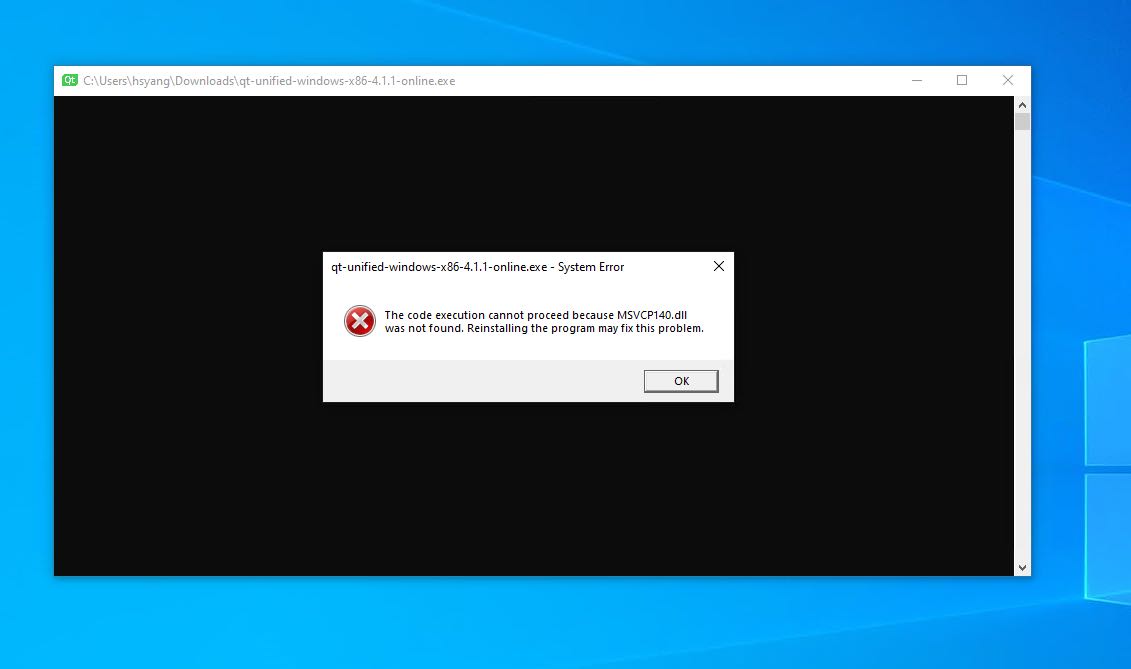 Qt C:\Users\hsyang\Downloads\qt-unified-windows-x86-4.1.1-online.exe
qt-unified-windows-x86-4.1.1-online.exe - System Error
The code execution cannot proceed because MSVCP140.dll
was not found. Reinstalling the program may fix this problem.
OK